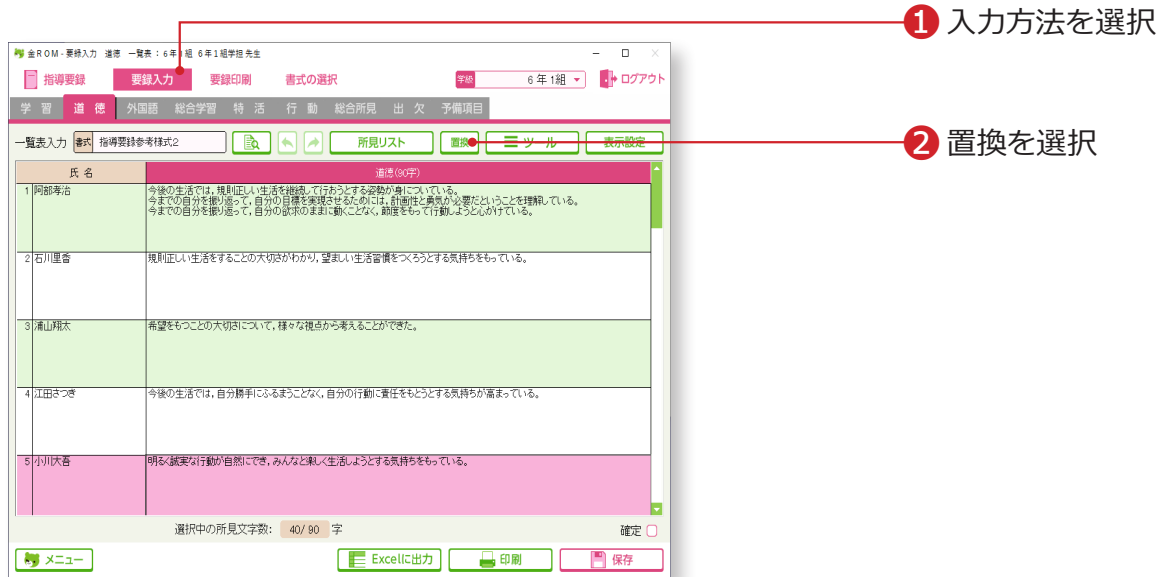 ❶ 入力方法を選択
金ROM-要録入力 道徳 一覧表:6年1組 6年1組学担先生
指導要録 要録入力 要録印刷 書式の選択 学級 6年1組 ログアウト
学習 道徳 外国語 総合学習 特活 行動 総合所見 出欠 予備項目
一覧表入力 書式 指導要録参考様式2 所見リスト 置換 ツール 表示設定
❷ 置換を選択
氏名 道徳(90字)
1 阿部孝治 今後の生活では,規則正しい生活を継続して行おうとする姿勢が身についている。
今までの自分を振り返って,自分の目標を実現させるためには,計画性と勇気が必要だということを理解している。
今までの自分を振り返って,自分の欲求のままに動くことなく,節度をもって行動しようと心がけている。
2 石川里香 規則正しい生活をすることの大切さがわかり,望ましい生活習慣をつくろうとする気持ちをもっている。
3 浦山翔太 希望をもつことの大切さについて,様々な視点から考えることができた。
4 江田さつき 今後の生活では,自分勝手にふるまうことなく,自分の行動に責任をもとうとする気持ちが高まっている。
5 小川大吾 明るく誠実な行動が自然にでき,みんなと楽しく生活しようとする気持ちをもっている。
選択中の所見文字数: 40/90 字 確定
メニュー Excelに出力 印刷 保存